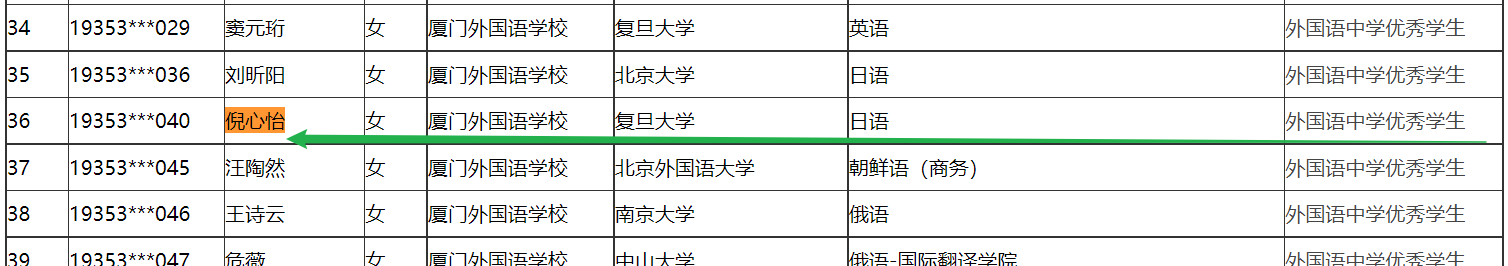 34 19353***029 窦元珩 女 厦门外国语学校 复旦大学 英语 外国语中学优秀学生
35 19353***036 刘昕阳 女 厦门外国语学校 北京大学 日语 外国语中学优秀学生
36 19353***040 倪心怡 女 厦门外国语学校 复旦大学 日语 外国语中学优秀学生
37 19353***045 汪陶然 女 厦门外国语学校 北京外国语大学 朝鲜语（商务） 外国语中学优秀学生
38 19353***046 王诗云 女 厦门外国语学校 南京大学 俄语 外国语中学优秀学生
39 19353***047 危薇 女 厦门外国语学校 中山大学 俄语-国际翻译学院 外国语中学优秀学生